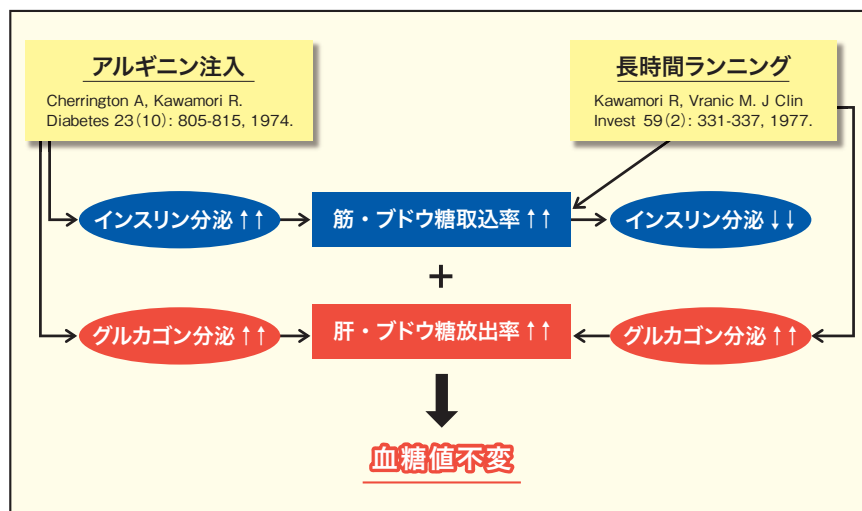 アルギニン注入
Cherrington A, Kawamori R.
Diabetes 23(10): 805-815, 1974.
長時間ランニング
Kawamori R, Vranic M. J Clin
Invest 59(2): 331-337, 1977.
インスリン分泌↑↑
筋・ブドウ糖取込率↑↑
インスリン分泌↓↓
+
グルカゴン分泌↑↑
肝・ブドウ糖放出率↑↑
グルカゴン分泌↑↑
血糖値不変